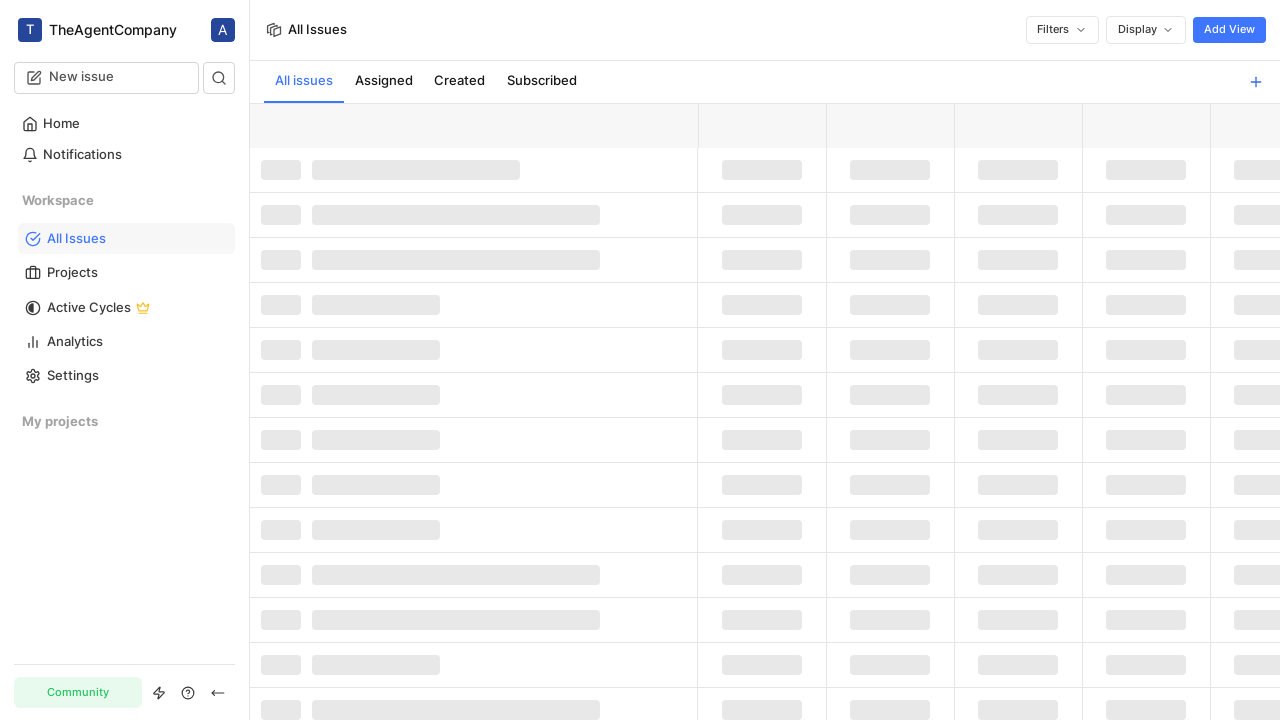 T TheAgentCompany A
New issue
Home
Notifications
Workspace
All Issues
Projects
Active Cycles
Analytics
Settings
My projects
Community
All Issues
Filters
Display
Add View
All issues Assigned Created Subscribed